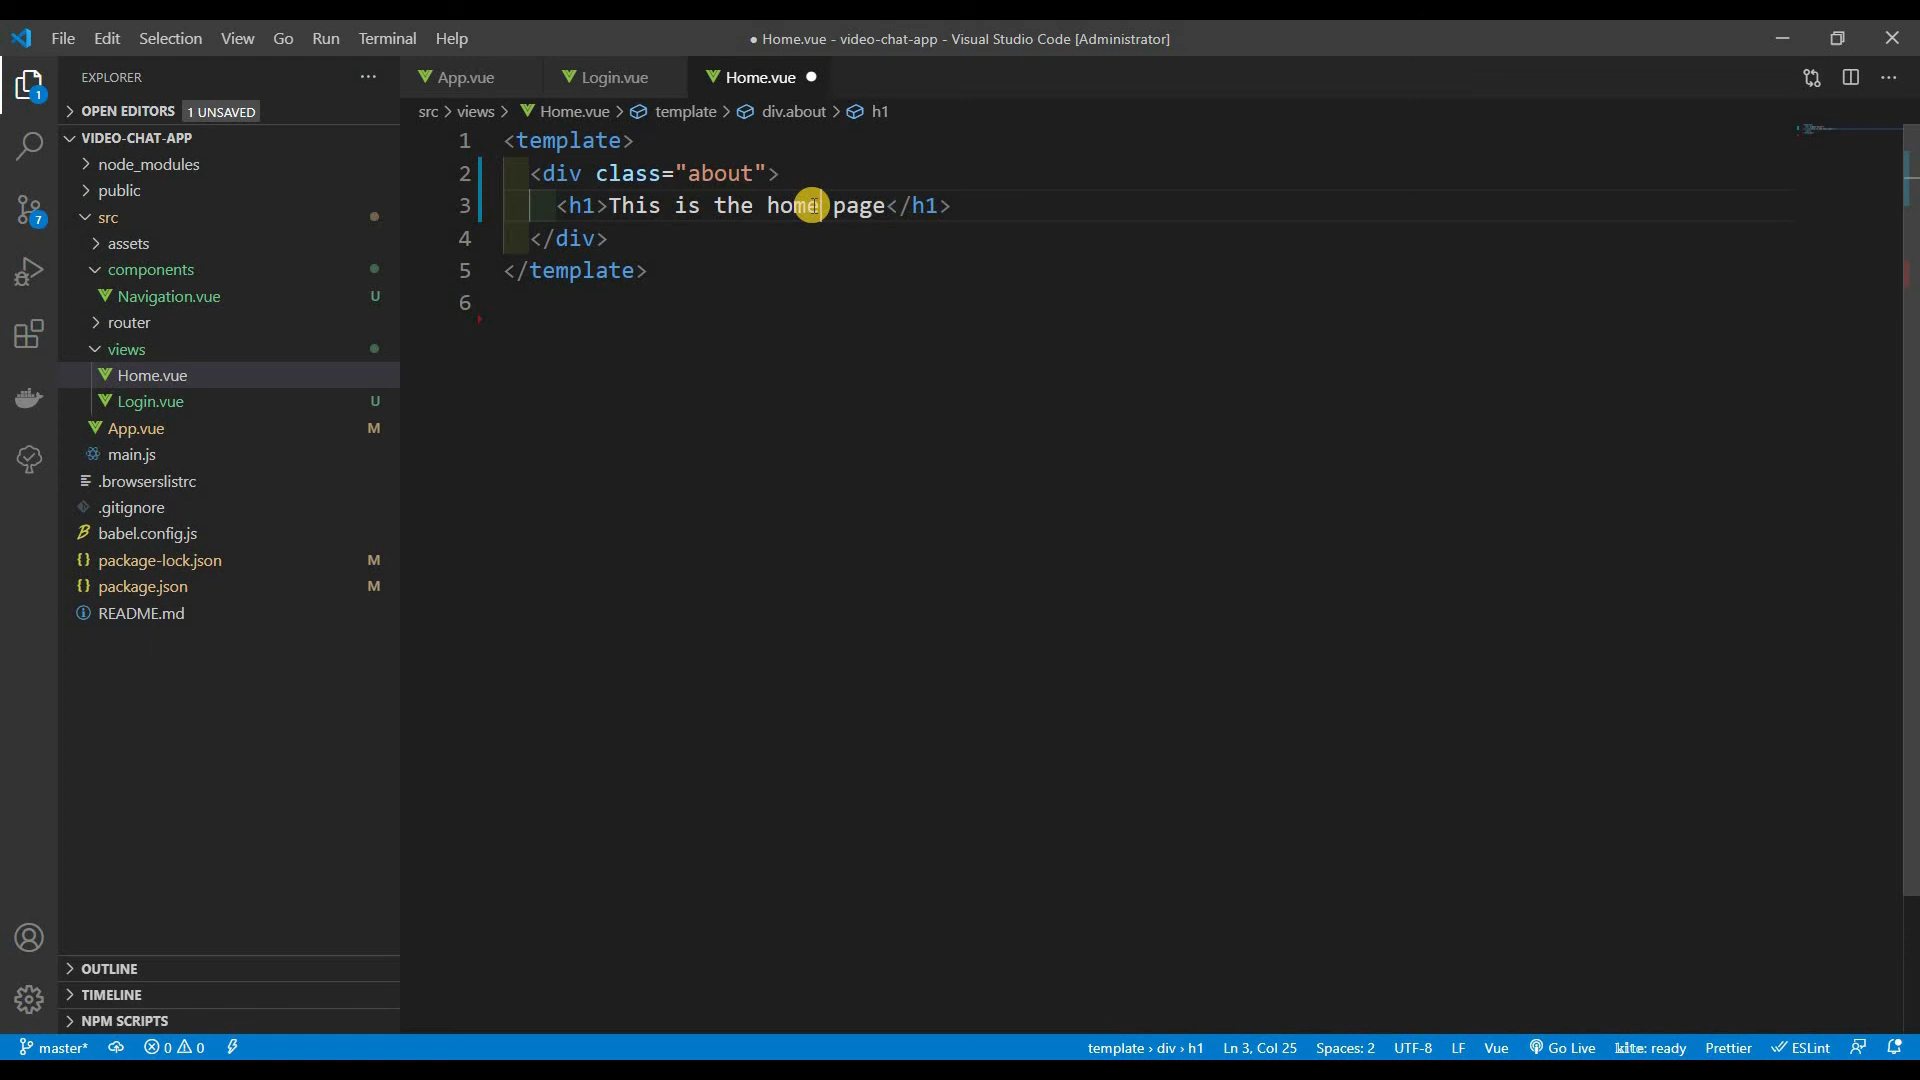 File Edit Selection View Go Run Terminal Help
● Home.vue - video-chat-app - Visual Studio Code [Administrator]
EXPLORER
App.vue
Login.vue
Home.vue
OPEN EDITORS 1 UNSAVED
src > views > Home.vue > template > div.about > h1
VIDEO-CHAT-APP
node_modules
public
src
assets
components
Navigation.vue U
router
views
Home.vue
Login.vue U
App.vue M
main.js
.browserslistrc
.gitignore
babel.config.js
package-lock.json M
package.json M
README.md
OUTLINE
TIMELINE
NPM SCRIPTS
1 <template>
2 <div class="about">
3 <h1>This is the home page</h1>
4 </div>
5 </template>
6
1
7
master* 0 0
template › div › h1 Ln 3, Col 25 Spaces: 2 UTF-8 LF Vue Go Live kite: ready Prettier ESLint